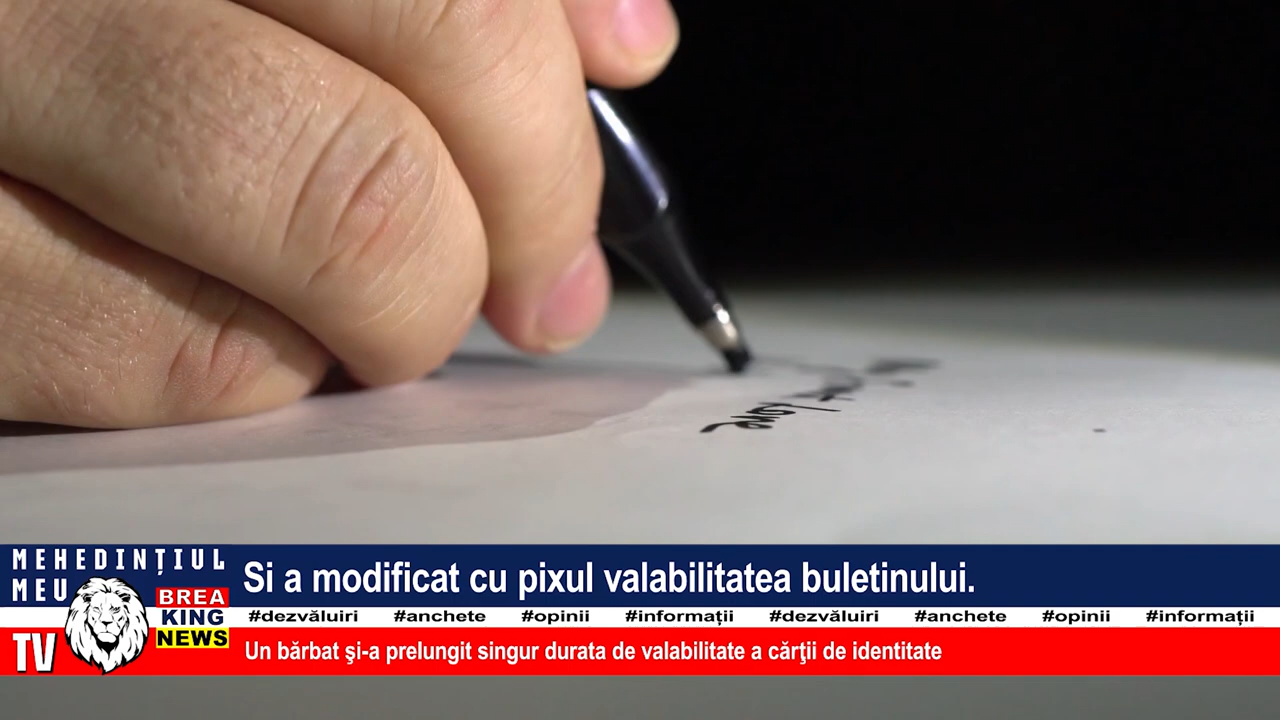 love
MEHEDINȚIUL
MEU
BREA
KING
NEWS
TV
Si a modificat cu pixul valabilitatea buletinului.
#dezvăluiri #anchete #opinii #informații #dezvăluiri #anchete #opinii #informații
Un bărbat şi-a prelungit singur durata de valabilitate a cărţii de identitate